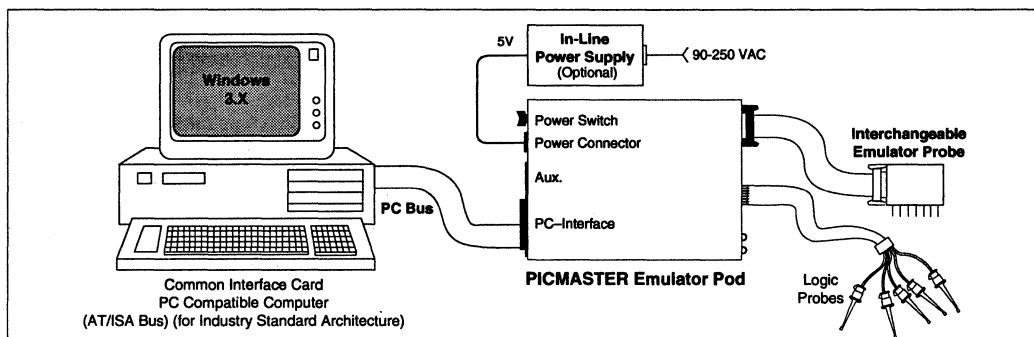 Windows
3.X
PC Bus
Common Interface Card
PC Compatible Computer
(AT/ISA Bus) (for Industry Standard Architecture)
5V
In-Line
Power Supply
(Optional)
90-250 VAC
Power Switch
Power Connector
Aux.
PC–Interface
PICMASTER Emulator Pod
Interchangeable
Emulator Probe
Logic
Probes